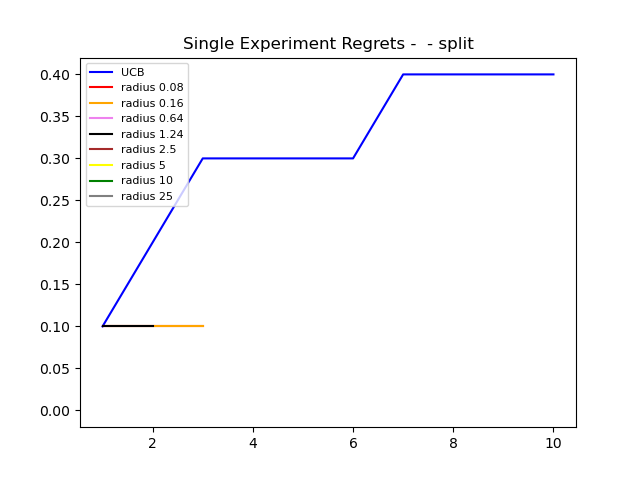 Single Experiment Regrets -  - split
0.40
0.35
0.30
0.25
0.20
0.15
0.10
0.05
0.00
UCB
radius 0.08
radius 0.16
radius 0.64
radius 1.24
radius 2.5
radius 5
radius 10
radius 25
2 4 6 8 10